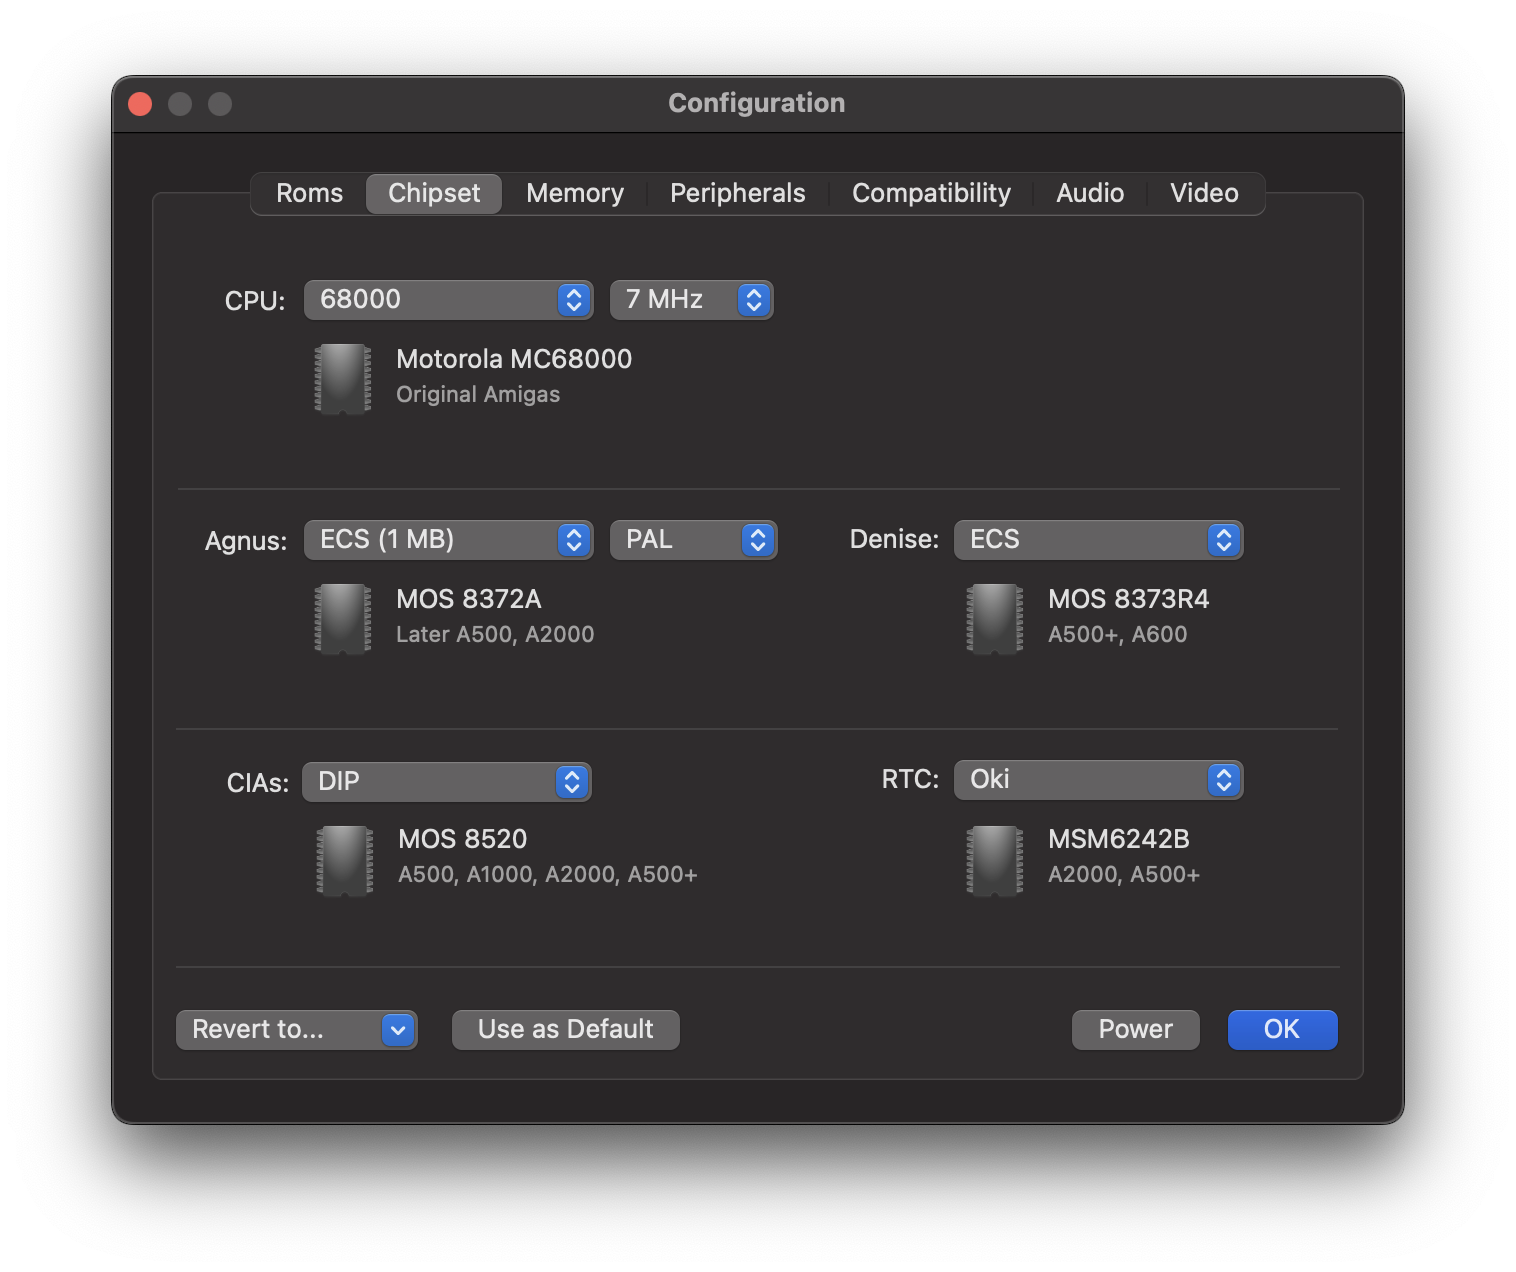 Configuration
Roms Chipset Memory Peripherals Compatibility Audio Video
CPU: 68000 7 MHz
Motorola MC68000
Original Amigas
Agnus: ECS (1 MB) PAL Denise: ECS
MOS 8372A MOS 8373R4
Later A500, A2000 A500+, A600
CIAs: DIP RTC: Oki
MOS 8520 MSM6242B
A500, A1000, A2000, A500+ A2000, A500+
Revert to... Use as Default Power OK